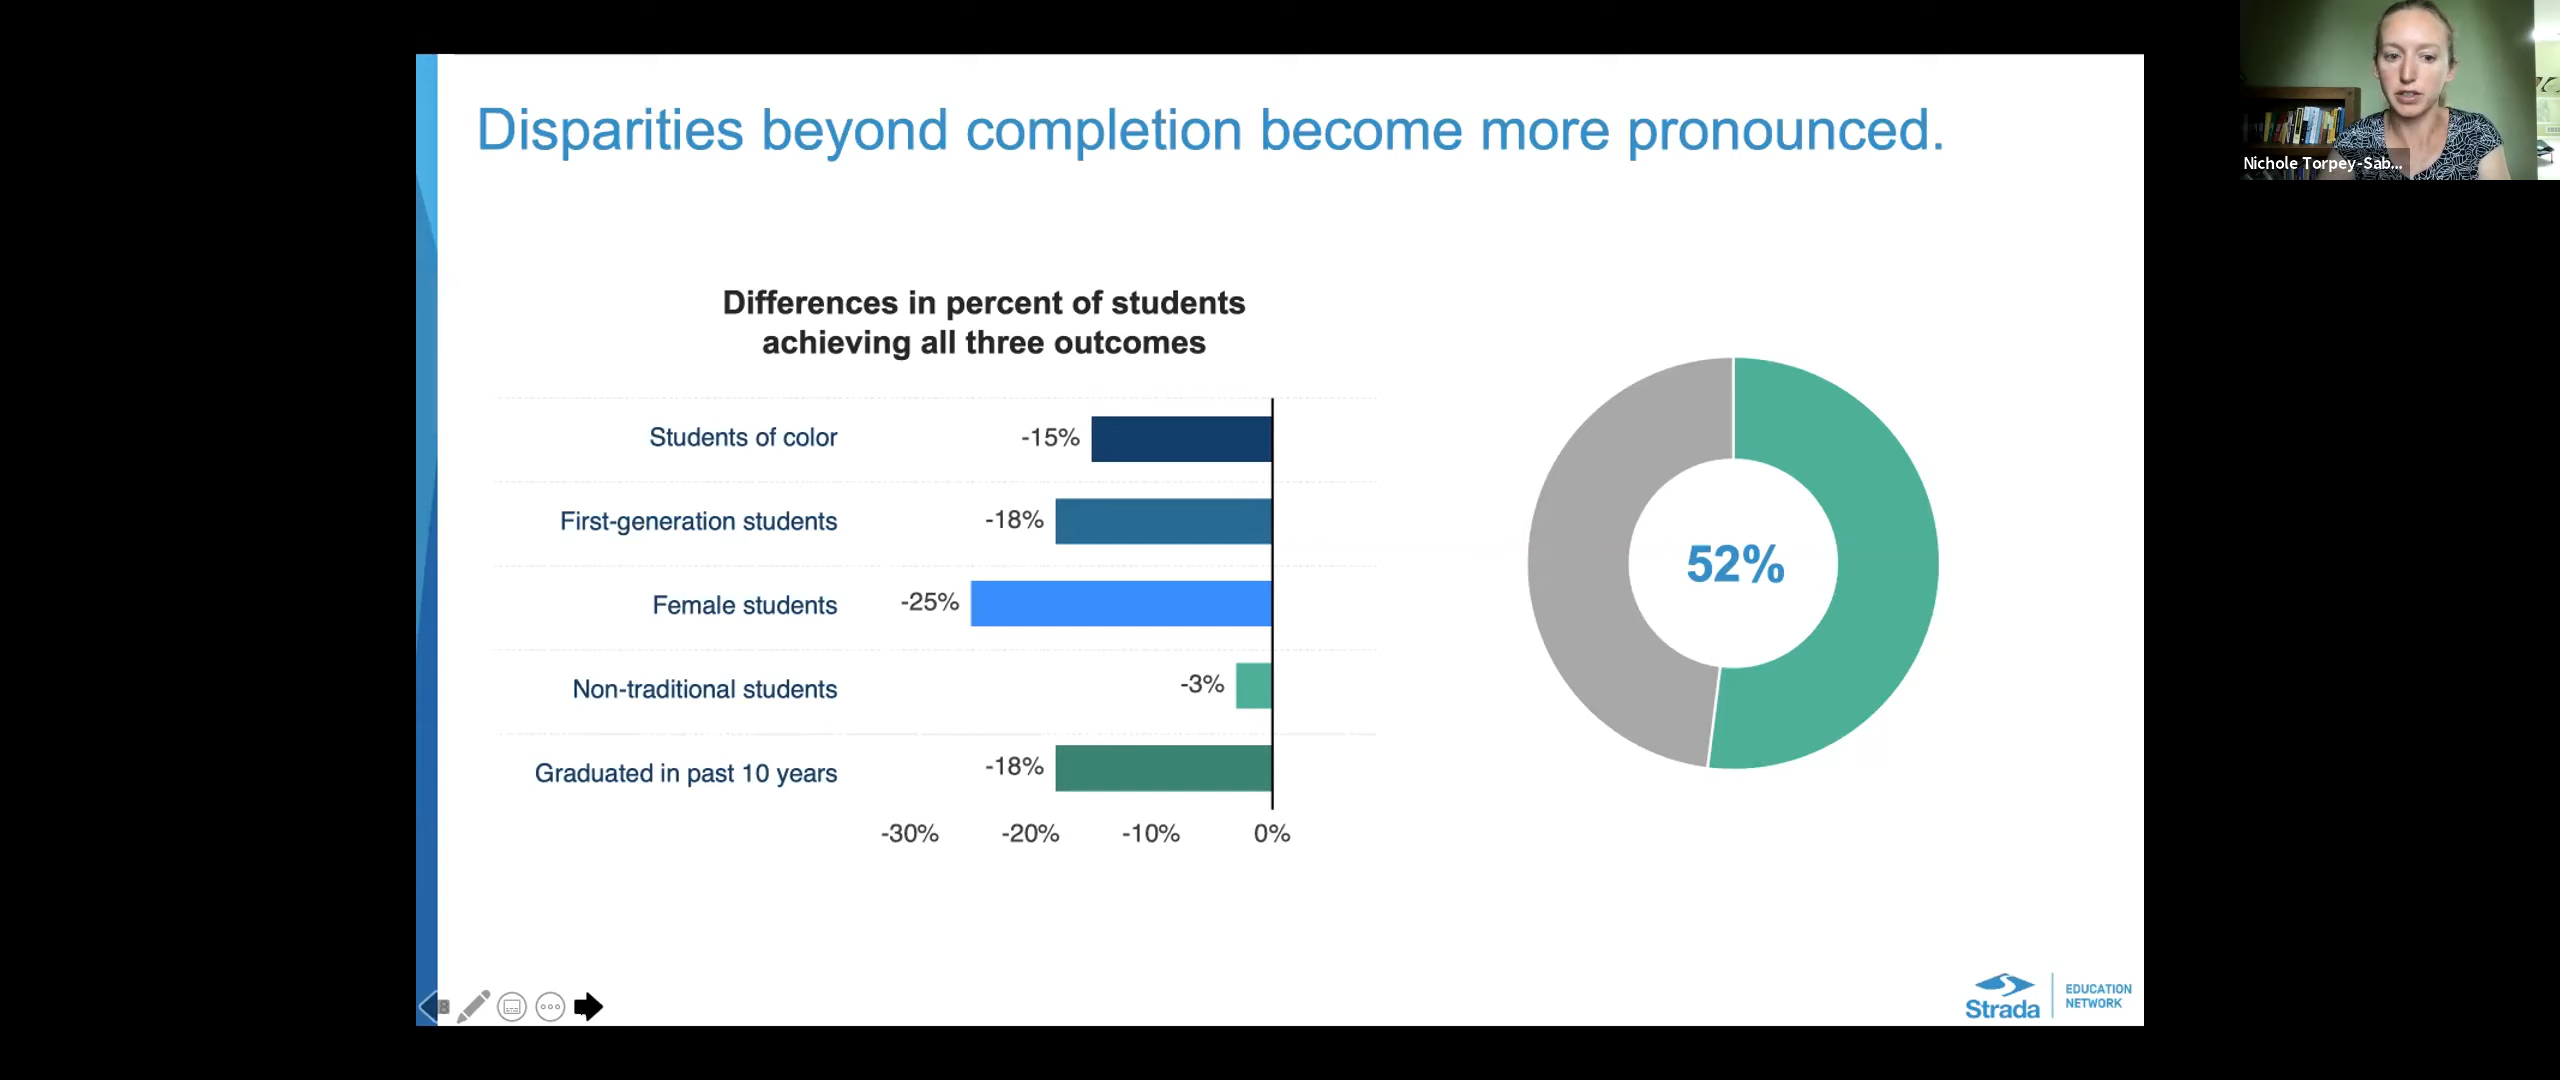 Disparities beyond completion become more pronounced.
Nichole Torpey-Sab...
Differences in percent of students
achieving all three outcomes
Students of color -15%
First-generation students -18%
Female students -25%
Non-traditional students -3%
Graduated in past 10 years -18%
-30% -20% -10% 0%
52%
8
Strada
EDUCATION
NETWORK